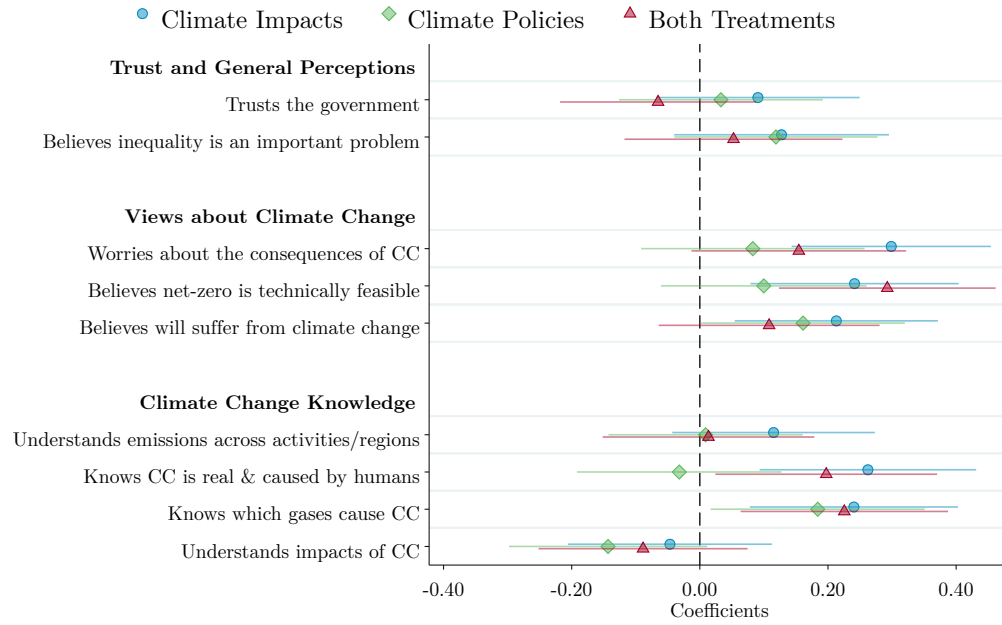 Climate Impacts Climate Policies Both Treatments
Trust and General Perceptions
Trusts the government
Believes inequality is an important problem
Views about Climate Change
Worries about the consequences of CC
Believes net-zero is technically feasible
Believes will suffer from climate change
Climate Change Knowledge
Understands emissions across activities/regions
Knows CC is real & caused by humans
Knows which gases cause CC
Understands impacts of CC
-0.40 -0.20 0.00 0.20 0.40
Coefficients